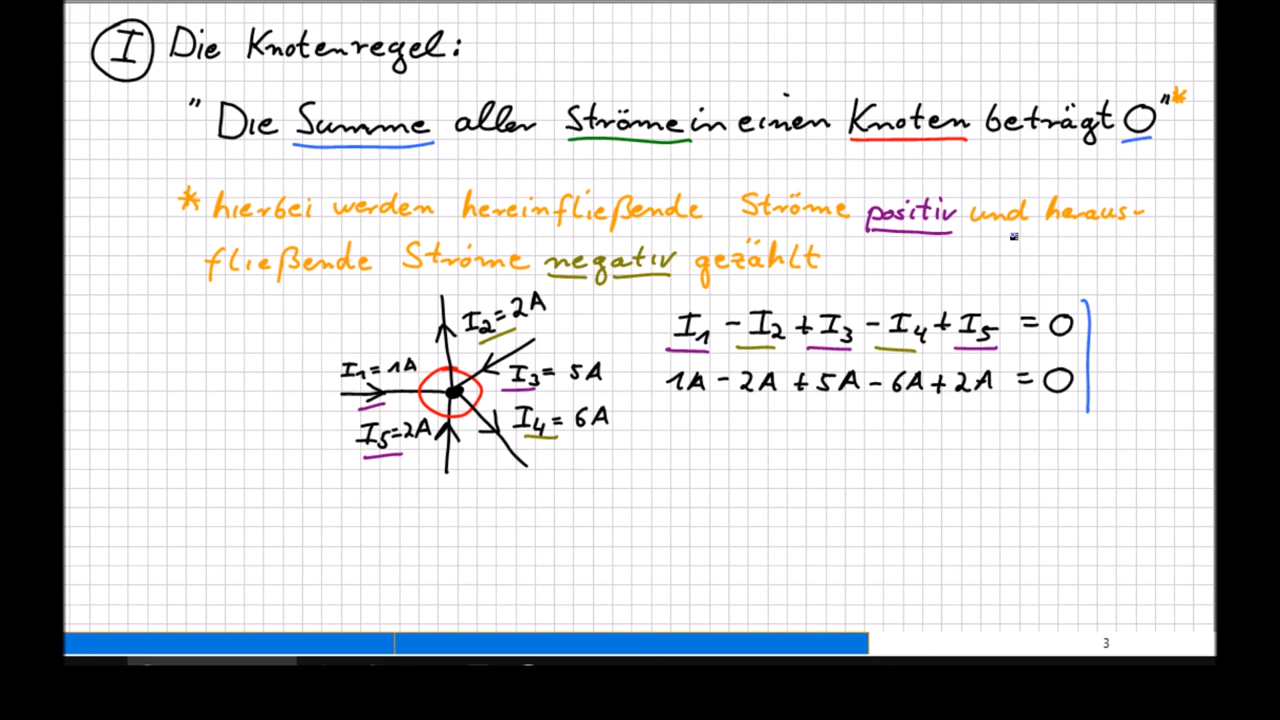 I Die Knotenregel:
"Die Summe aller Ströme in einen Knoten beträgt 0"*
* hierbei werden hereinfließende Ströme positiv und heraus-
fließende Ströme negativ gezählt
I2 = 2A
I1 = 1A
I3 = 5A
I4 = 6A
I5 = 2A
I1 - I2 + I3 - I4 + I5 = 0
1A - 2A + 5A - 6A + 2A = 0
3